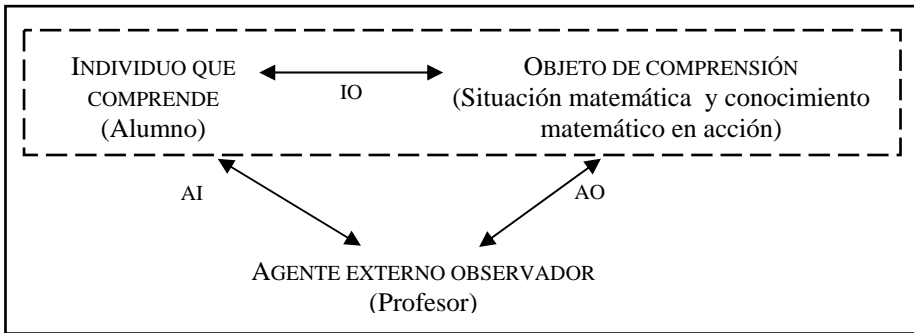 INDIVIDUO QUE
COMPRENDE
(Alumno)
IO
OBJETO DE COMPRENSIÓN
(Situación matemática y conocimiento
matemático en acción)
AI
AO
AGENTE EXTERNO OBSERVADOR
(Profesor)